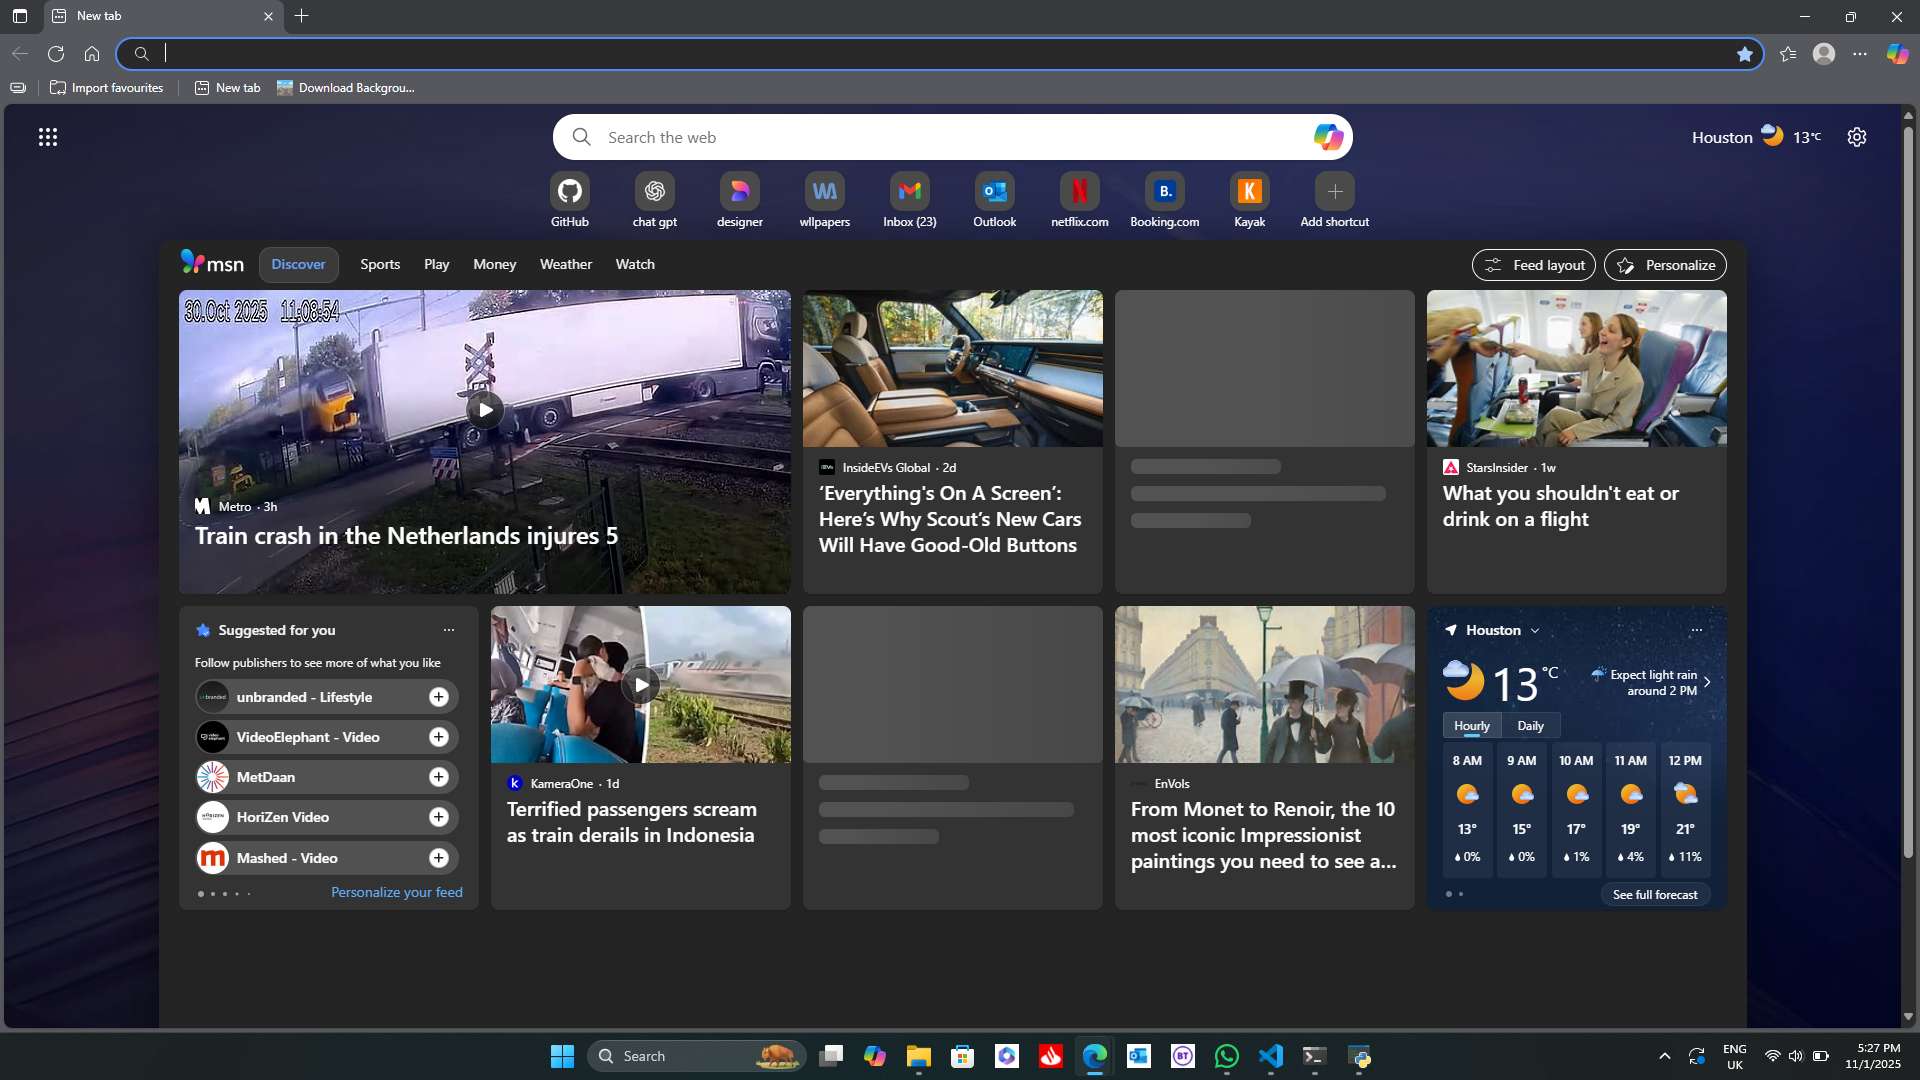 New tab
Import favourites
New tab
Download Backgrou...
Search the web
Houston
13°C
GitHub
chat gpt
designer
wllpapers
Inbox (23)
Outlook
netflix.com
Booking.com
Kayak
Add shortcut
msn
Discover
Sports
Play
Money
Weather
Watch
Feed layout
Personalize
30.Oct 2025 11:08:54
Metro · 3h
Train crash in the Netherlands injures 5
InsideEVs Global · 2d
‘Everything's On A Screen’:
Here’s Why Scout’s New Cars
Will Have Good-Old Buttons
StarsInsider · 1w
What you shouldn't eat or
drink on a flight
Suggested for you
Follow publishers to see more of what you like
unbranded - Lifestyle
VideoElephant - Video
MetDaan
HoriZen Video
Mashed - Video
Personalize your feed
KameraOne · 1d
Terrified passengers scream
as train derails in Indonesia
EnVols
From Monet to Renoir, the 10
most iconic Impressionist
paintings you need to see a...
Houston
13 °C
Expect light rain
around 2 PM
Hourly
Daily
8 AM 9 AM 10 AM 11 AM 12 PM
13° 15° 17° 19° 21°
0% 0% 1% 4% 11%
See full forecast
Search
ENG
UK
5:27 PM
11/1/2025